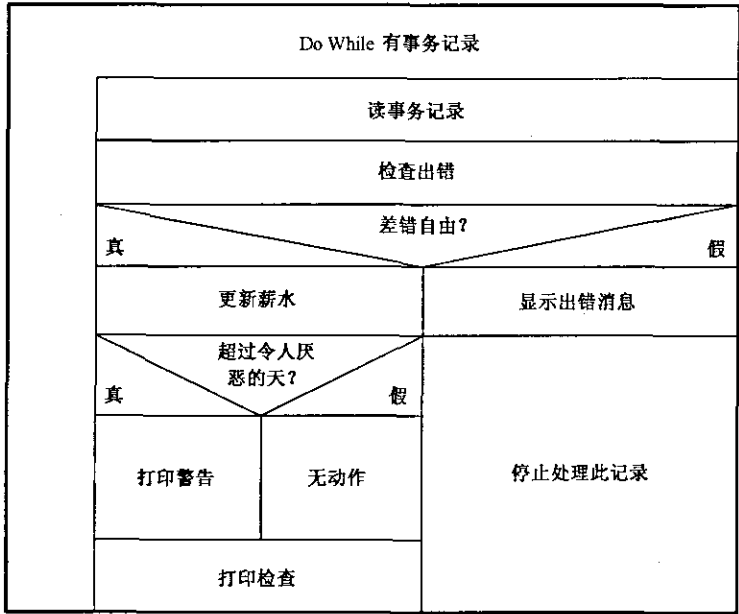 Do While 有事务记录
读事务记录
检查出错
差错自由?
真
假
更新薪水
显示出错消息
超过令人厌
恶的天?
真
假
打印警告
无动作
停止处理此记录
打印检查